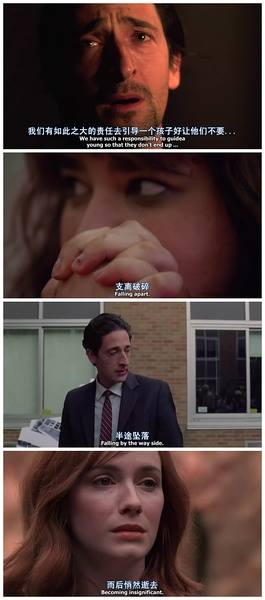 我们有如此之大的责任去引导一个孩子好让他们不要...
We have such a responsibility to guidea
young so that they don't end up ...
支离破碎
Falling apart.
半途坠落
Falling by the way side.
而后悄然逝去
Becoming insignificant.